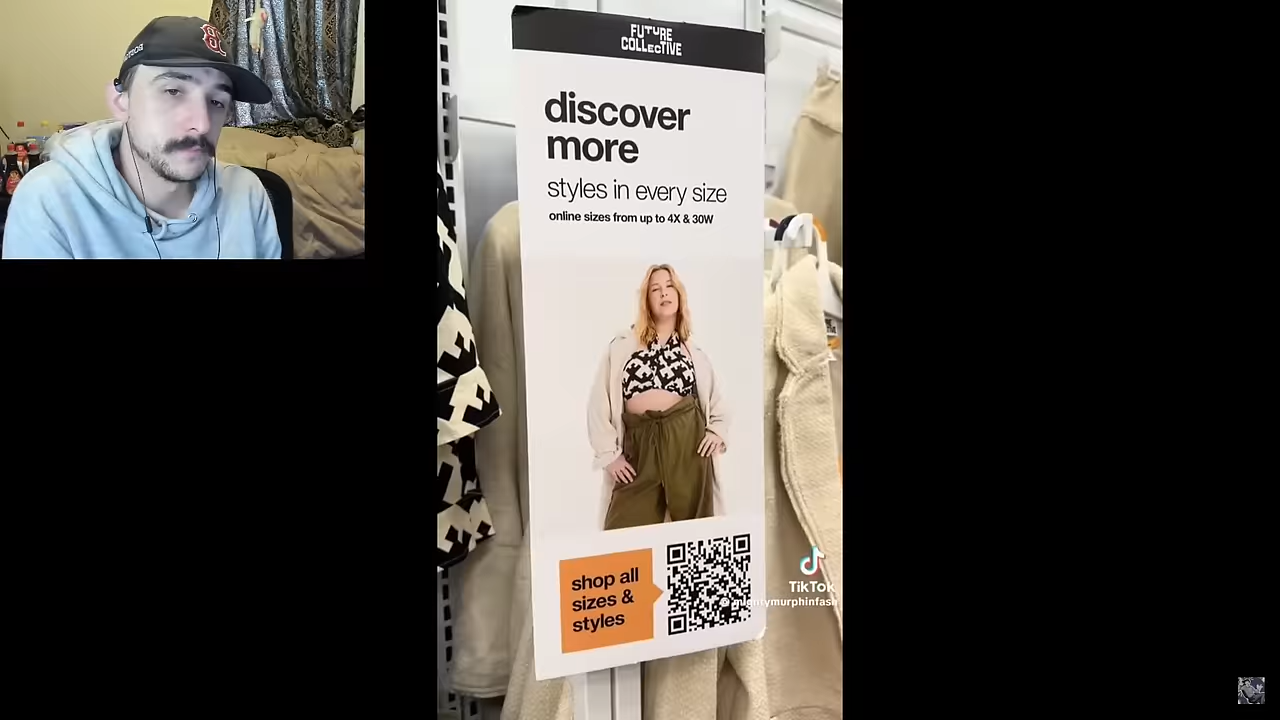 FUTURE
COLLECTIVE
discover
more
styles in every size
online sizes from up to 4X & 30W
shop all
sizes &
styles
TikTok
B